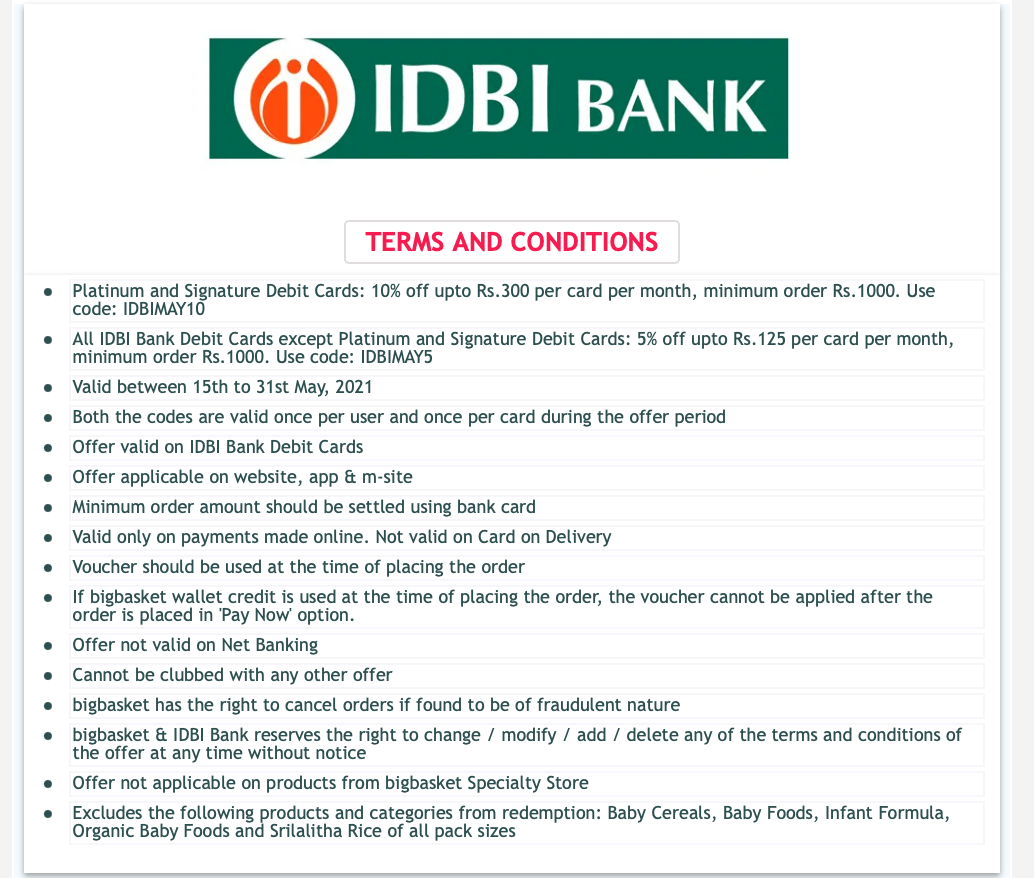 IDBI BANK
TERMS AND CONDITIONS
● Platinum and Signature Debit Cards: 10% off upto Rs.300 per card per month, minimum order Rs.1000. Use
code: IDBIMAY10
● All IDBI Bank Debit Cards except Platinum and Signature Debit Cards: 5% off upto Rs.125 per card per month,
minimum order Rs.1000. Use code: IDBIMAY5
● Valid between 15th to 31st May, 2021
● Both the codes are valid once per user and once per card during the offer period
● Offer valid on IDBI Bank Debit Cards
● Offer applicable on website, app & m-site
● Minimum order amount should be settled using bank card
● Valid only on payments made online. Not valid on Card on Delivery
● Voucher should be used at the time of placing the order
● If bigbasket wallet credit is used at the time of placing the order, the voucher cannot be applied after the
order is placed in 'Pay Now' option.
● Offer not valid on Net Banking
● Cannot be clubbed with any other offer
● bigbasket has the right to cancel orders if found to be of fraudulent nature
● bigbasket & IDBI Bank reserves the right to change / modify / add / delete any of the terms and conditions of
the offer at any time without notice
● Offer not applicable on products from bigbasket Specialty Store
● Excludes the following products and categories from redemption: Baby Cereals, Baby Foods, Infant Formula,
Organic Baby Foods and Srilalitha Rice of all pack sizes